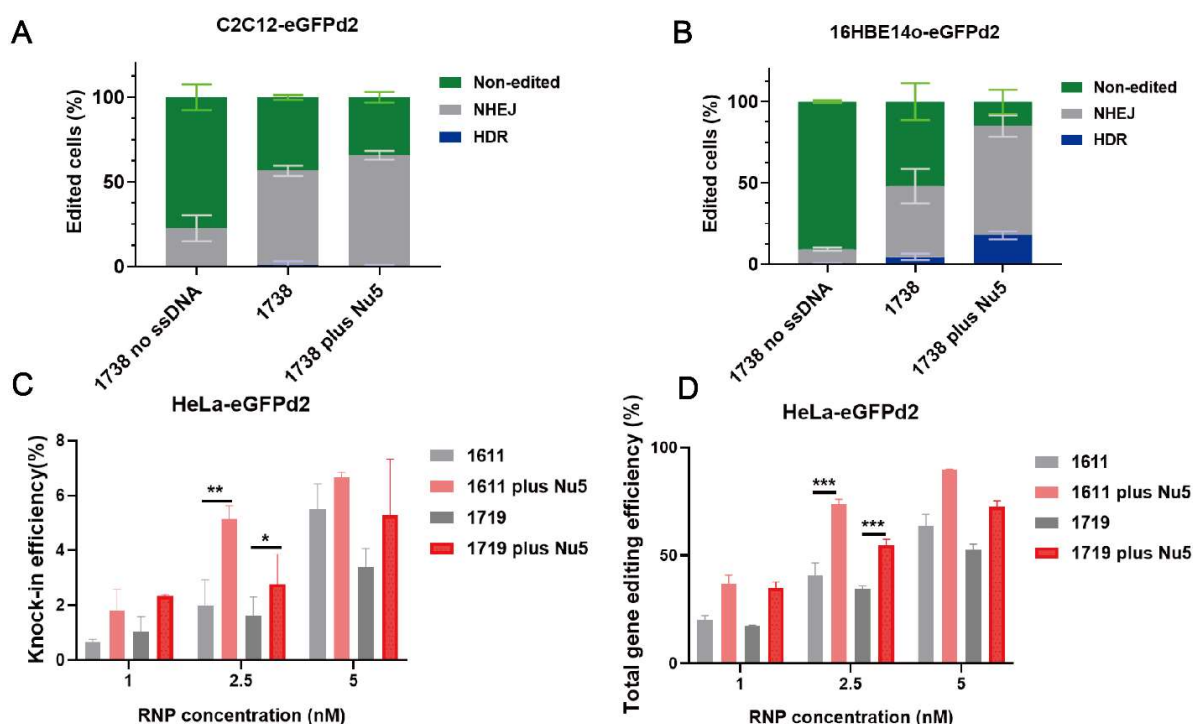 A
C2C12-eGFPd2
Edited cells (%)
100
50
0
1738 no ssDNA
1738
1738 plus Nu5
Non-edited
NHEJ
HDR
B
16HBE14o-eGFPd2
Edited cells (%)
100
50
0
1738 no ssDNA
1738
1738 plus Nu5
Non-edited
NHEJ
HDR
C
HeLa-eGFPd2
Knock-in efficiency(%)
8
6
4
2
0
**
*
1
2.5
5
RNP concentration (nM)
1611
1611 plus Nu5
1719
1719 plus Nu5
D
HeLa-eGFPd2
Total gene editing efficiency (%)
100
50
0
***
***
1
2.5
5
RNP concentration (nM)
1611
1611 plus Nu5
1719
1719 plus Nu5